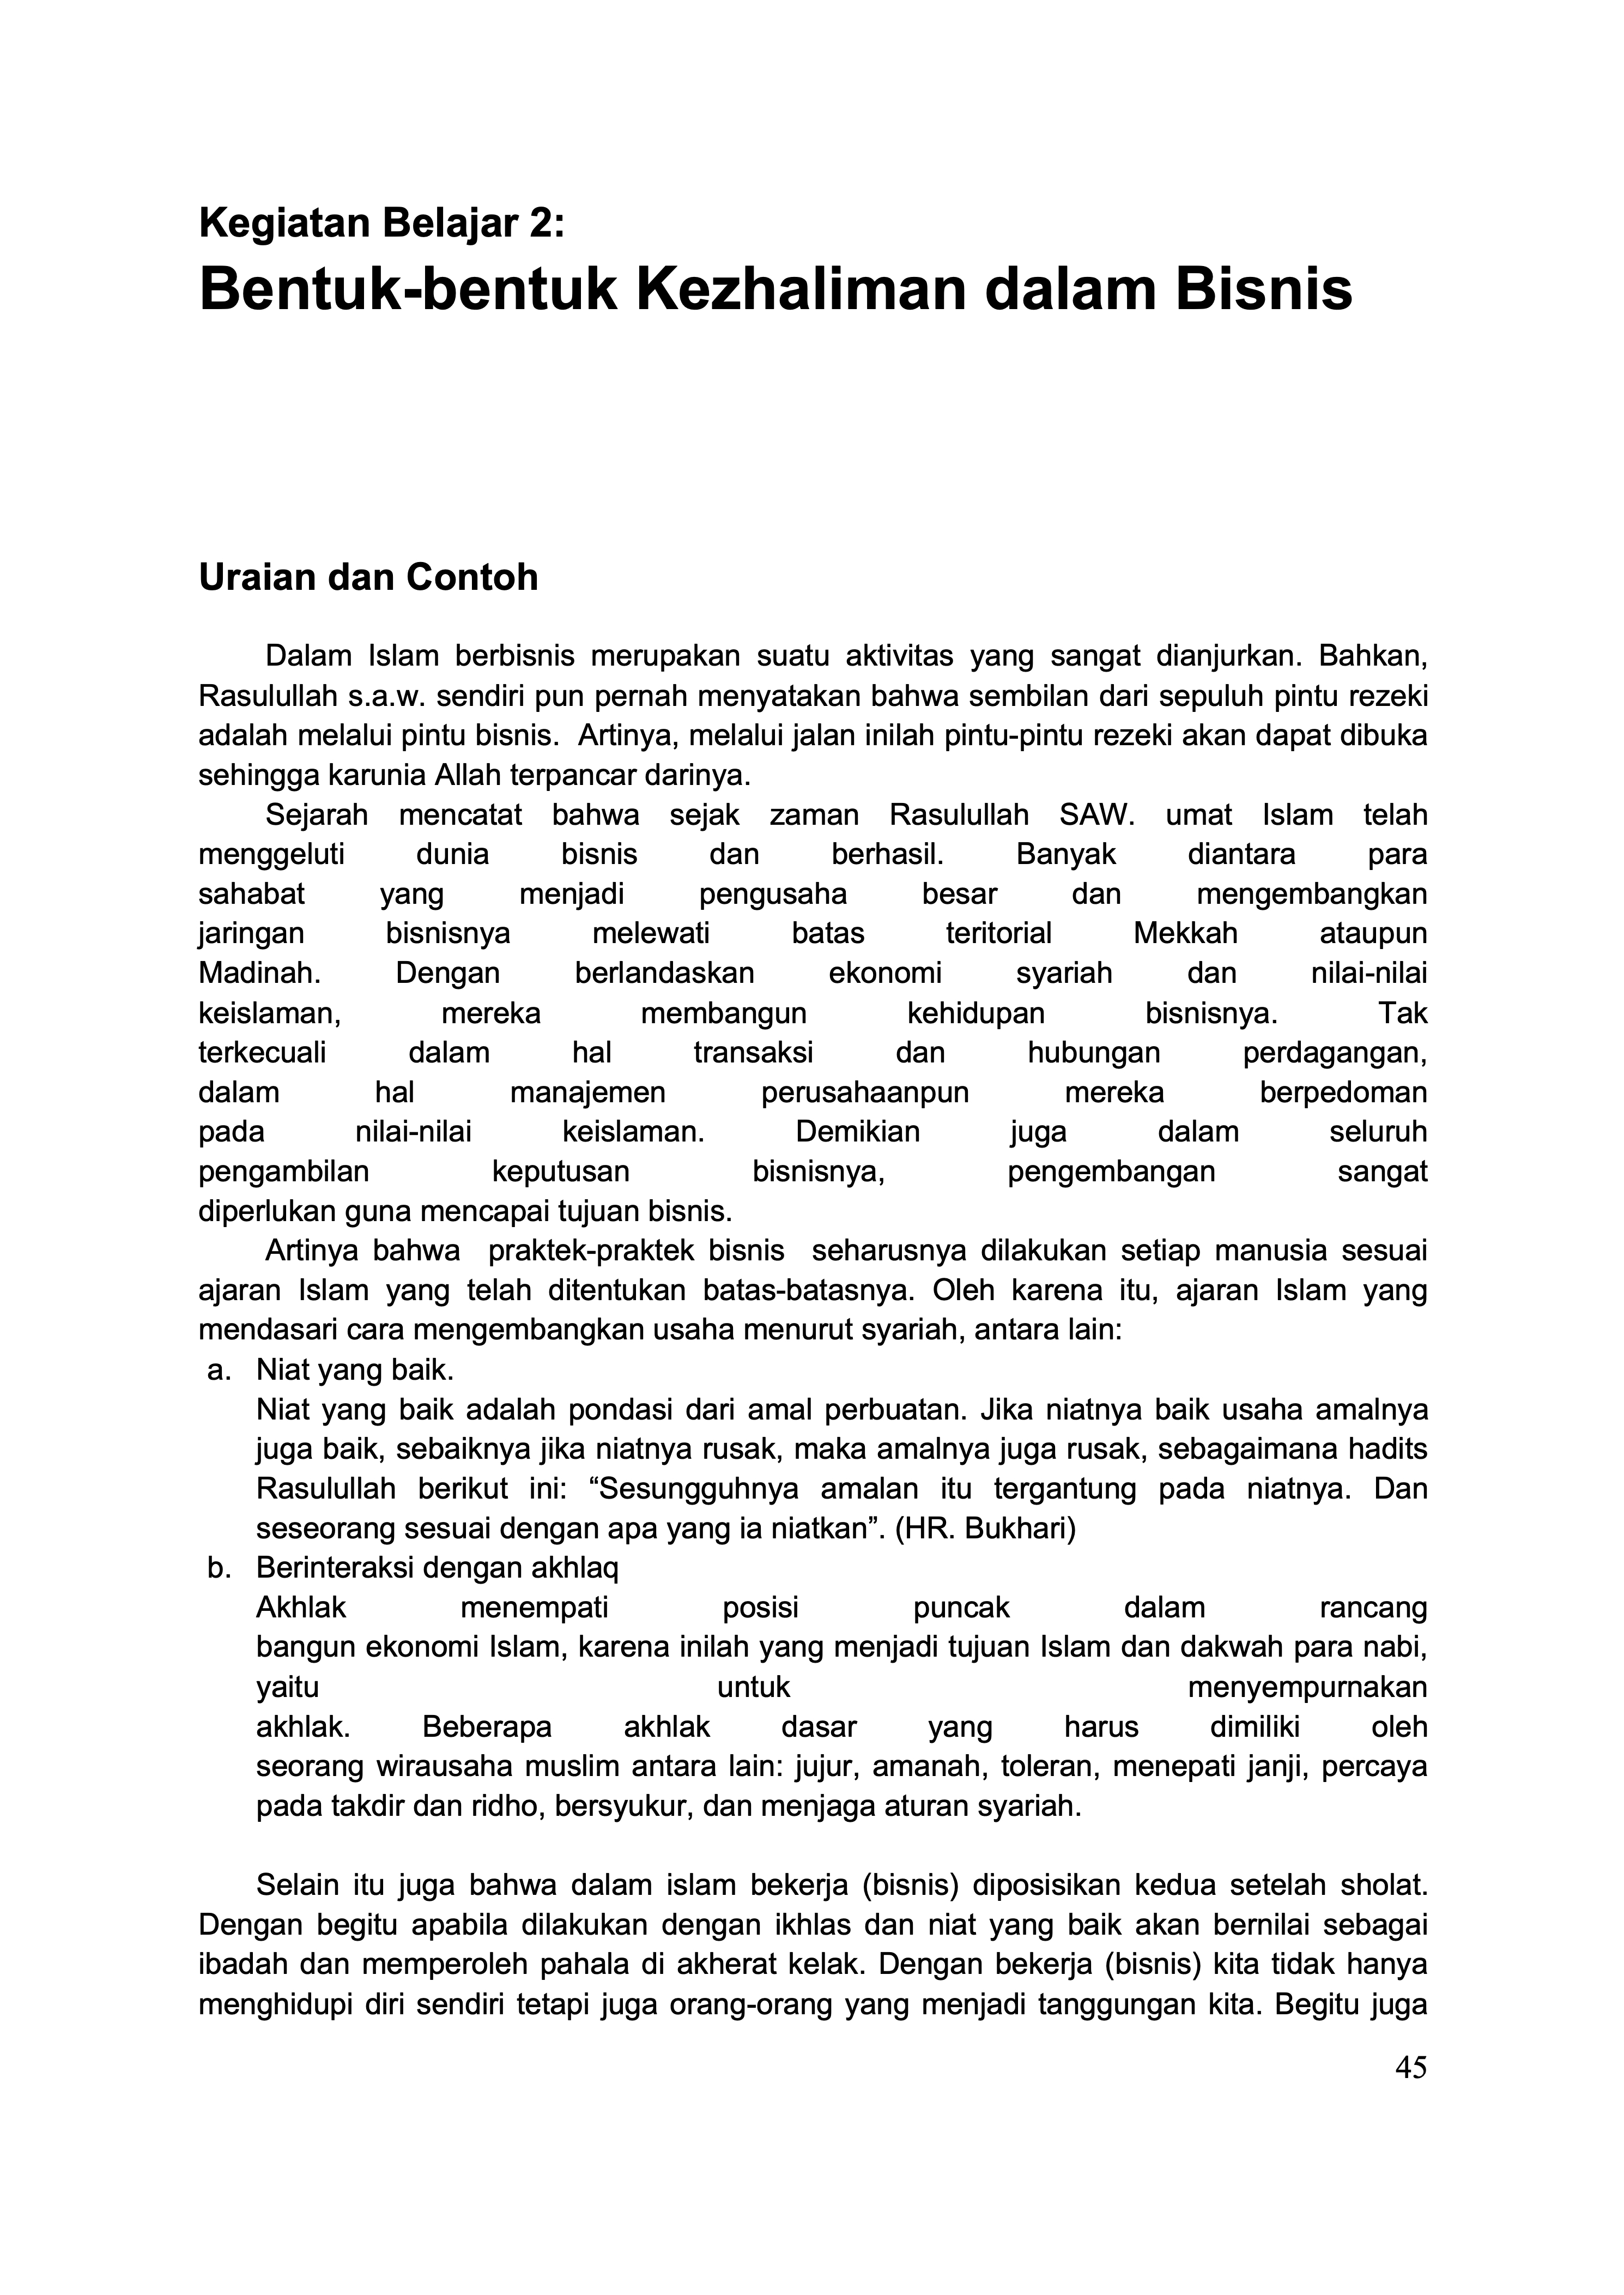 Kegiatan Belajar 2:
Bentuk-bentuk Kezhaliman dalam Bisnis
Uraian dan Contoh
Dalam Islam berbisnis merupakan suatu aktivitas yang sangat dianjurkan. Bahkan,
Rasulullah s.a.w. sendiri pun pernah menyatakan bahwa sembilan dari sepuluh pintu rezeki
adalah melalui pintu bisnis. Artinya, melalui jalan inilah pintu-pintu rezeki akan dapat dibuka
sehingga karunia Allah terpancar darinya.
Sejarah mencatat bahwa sejak zaman Rasulullah SAW. umat Islam telah
menggeluti dunia bisnis dan berhasil. Banyak diantara para
sahabat yang menjadi pengusaha besar dan mengembangkan
jaringan bisnisnya melewati batas teritorial Mekkah ataupun
Madinah. Dengan berlandaskan ekonomi syariah dan nilai-nilai
keislaman, mereka membangun kehidupan bisnisnya. Tak
terkecuali dalam hal transaksi dan hubungan perdagangan,
dalam hal manajemen perusahaanpun mereka berpedoman
pada nilai-nilai keislaman. Demikian juga dalam seluruh
pengambilan keputusan bisnisnya, pengembangan sangat
diperlukan guna mencapai tujuan bisnis.
Artinya bahwa praktek-praktek bisnis seharusnya dilakukan setiap manusia sesuai
ajaran Islam yang telah ditentukan batas-batasnya. Oleh karena itu, ajaran Islam yang
mendasari cara mengembangkan usaha menurut syariah, antara lain:
a. Niat yang baik.
Niat yang baik adalah pondasi dari amal perbuatan. Jika niatnya baik usaha amalnya
juga baik, sebaiknya jika niatnya rusak, maka amalnya juga rusak, sebagaimana hadits
Rasulullah berikut ini: “Sesungguhnya amalan itu tergantung pada niatnya. Dan
seseorang sesuai dengan apa yang ia niatkan”. (HR. Bukhari)
b. Berinteraksi dengan akhlaq
Akhlak menempati posisi puncak dalam rancang
bangun ekonomi Islam, karena inilah yang menjadi tujuan Islam dan dakwah para nabi,
yaitu untuk menyempurnakan
akhlak. Beberapa akhlak dasar yang harus dimiliki oleh
seorang wirausaha muslim antara lain: jujur, amanah, toleran, menepati janji, percaya
pada takdir dan ridho, bersyukur, dan menjaga aturan syariah.
Selain itu juga bahwa dalam islam bekerja (bisnis) diposisikan kedua setelah sholat.
Dengan begitu apabila dilakukan dengan ikhlas dan niat yang baik akan bernilai sebagai
ibadah dan memperoleh pahala di akherat kelak. Dengan bekerja (bisnis) kita tidak hanya
menghidupi diri sendiri tetapi juga orang-orang yang menjadi tanggungan kita. Begitu juga
45